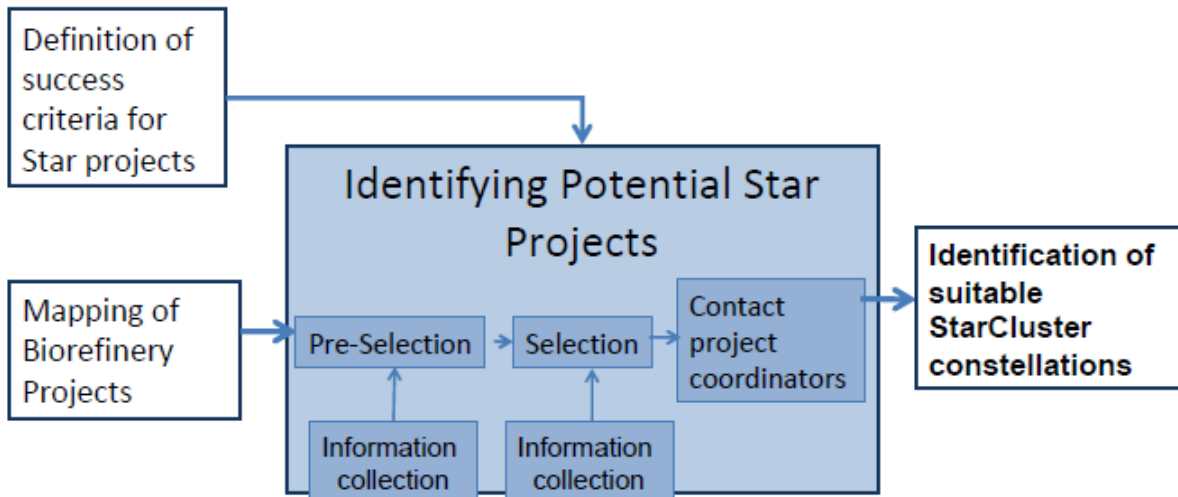 Definition of
success
criteria for
Star projects
Identifying Potential Star
Projects
Mapping of
Biorefinery
Projects
Pre-Selection
Selection
Contact
project
coordinators
Information
collection
Information
collection
Identification of
suitable
StarCluster
constellations